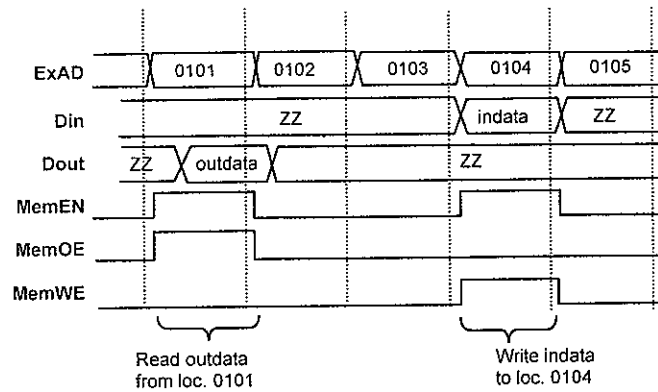 ExAD 0101 0102 0103 0104 0105
Din ZZ indata ZZ
Dout ZZ outdata ZZ
MemEN
MemOE
MemWE
Read outdata
from loc. 0101
Write indata
to loc. 0104